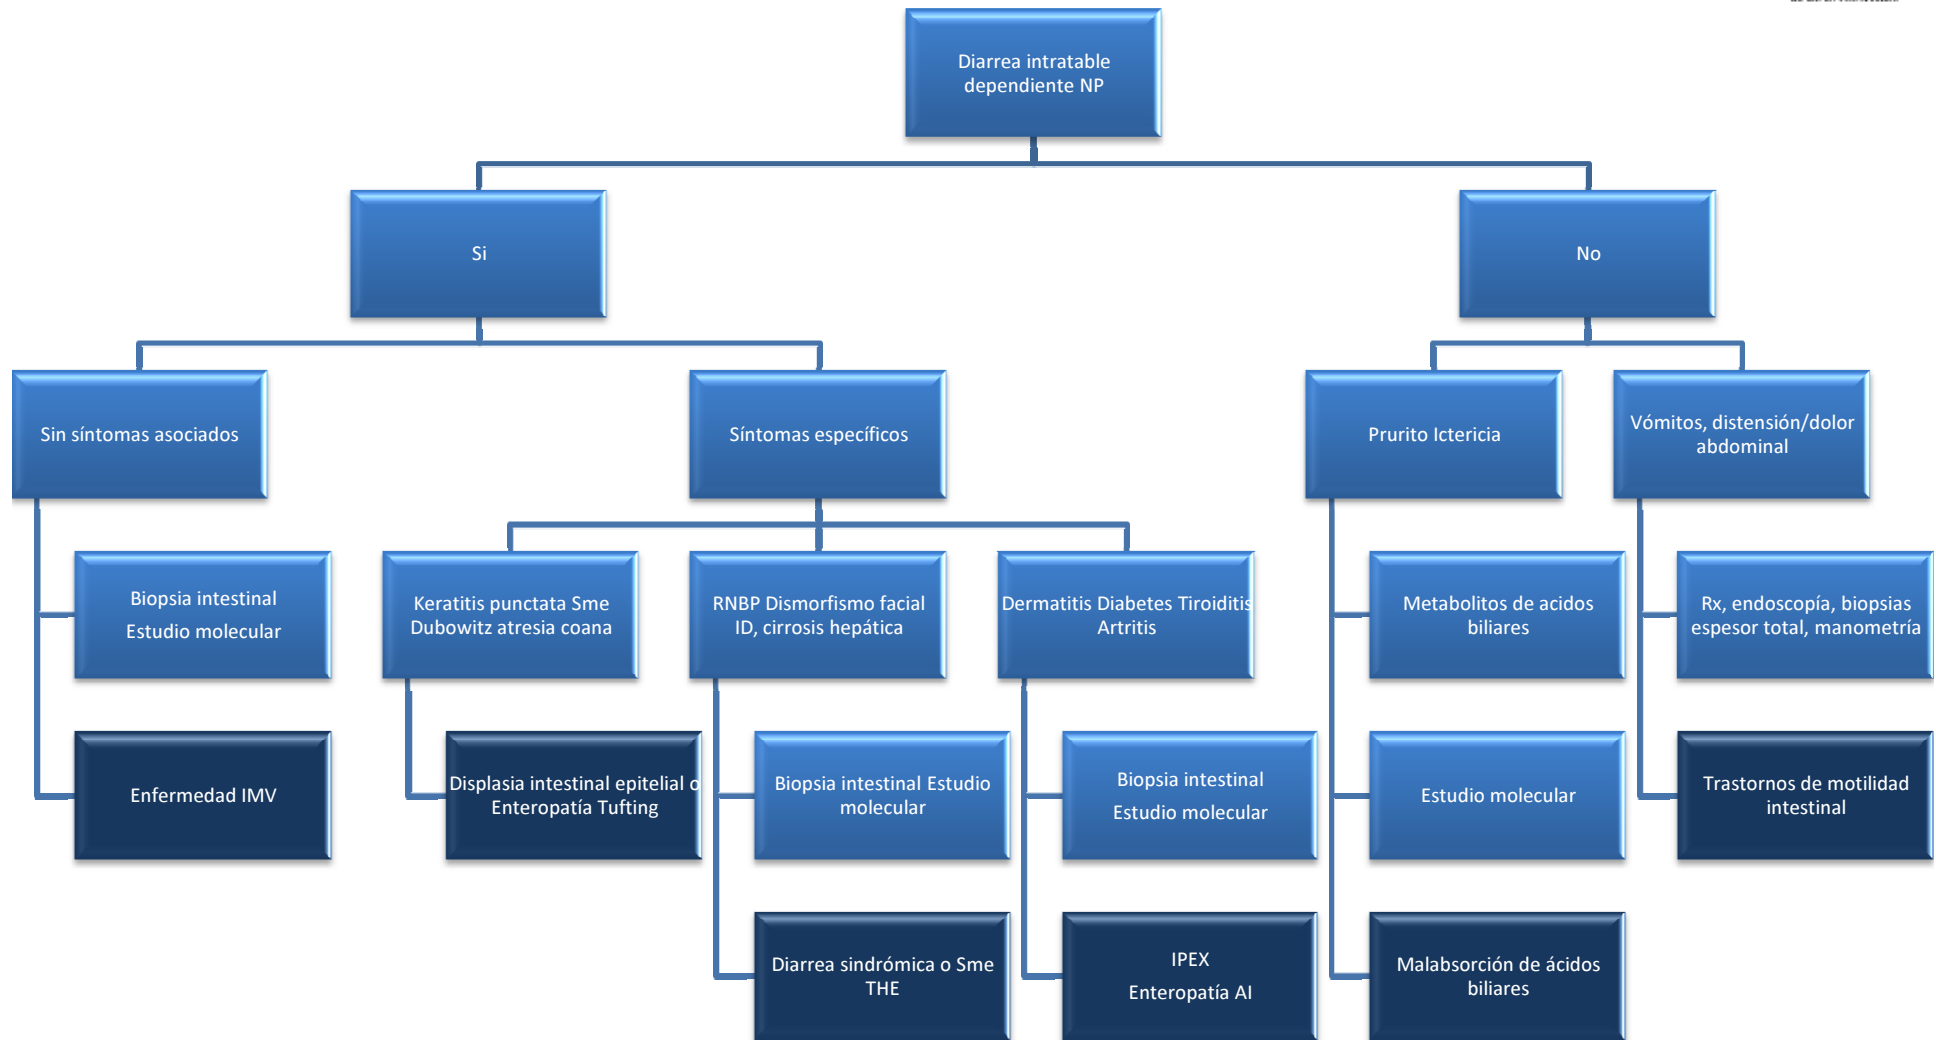 Diarrea intratable
dependiente NP
Si
No
Sin síntomas asociados
Síntomas específicos
Prurito Ictericia
Vómitos, distensión/dolor
abdominal
Biopsia intestinal
Estudio molecular
Keratitis punctata Sme
Dubowitz atresia coana
RNBP Dismorfismo facial
ID, cirrosis hepática
Dermatitis Diabetes Tiroiditis
Artritis
Metabolitos de acidos
biliares
Rx, endoscopía, biopsias
espesor total, manometría
Enfermedad IMV
Displasia intestinal epitelial o
Enteropatía Tufting
Biopsia intestinal Estudio
molecular
Biopsia intestinal
Estudio molecular
Estudio molecular
Trastornos de motilidad
intestinal
Diarrea sindrómica o Sme
THE
IPEX
Enteropatía AI
Malabsorción de ácidos
biliares